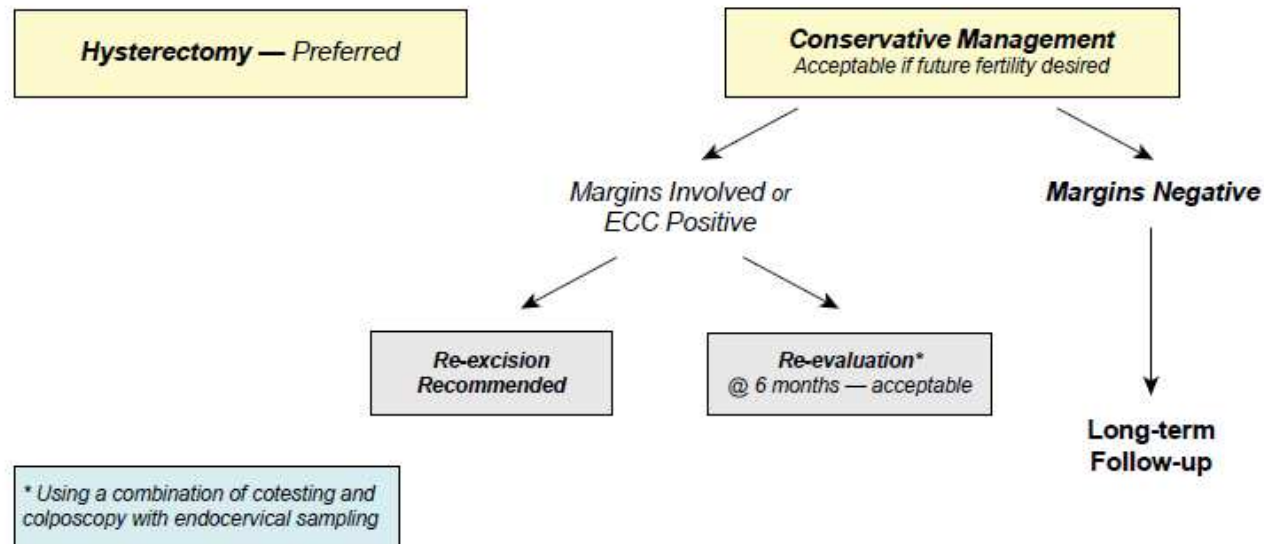 Hysterectomy — Preferred
Conservative Management
Acceptable if future fertility desired
Margins Involved or
ECC Positive
Margins Negative
Re-excision
Recommended
Re-evaluation*
@ 6 months — acceptable
Long-term
Follow-up
* Using a combination of cotesting and
colposcopy with endocervical sampling